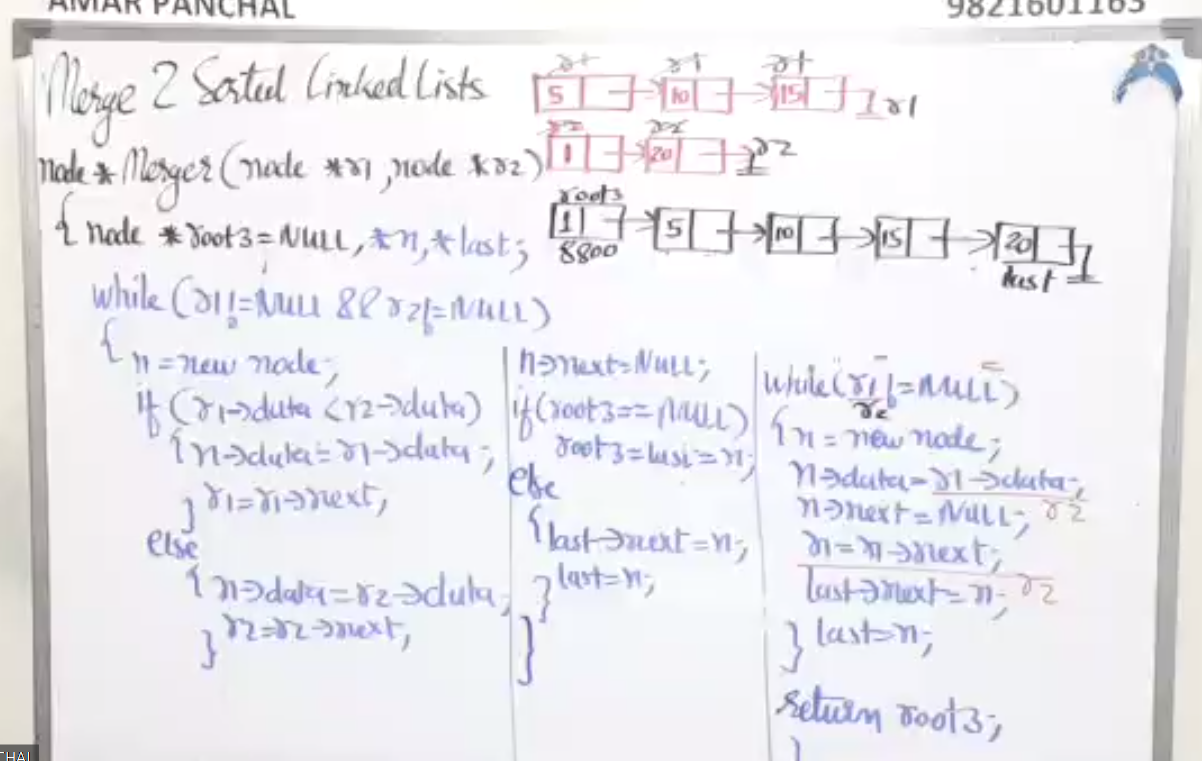 AMAR PANCHAL
9821601163
Merge 2 Sorted Linked Lists
r1 r1 r1
5 10 15 r1
node * Merger(node *r1, node *r2)
r2 r2
1 20 r2
root3
1 5 10 15 20
8800
last
{ node *root3=NULL, *n, *last;
while(r1!=NULL && r2!=NULL)
{ n = new node;
if (r1->data < r2->data)
{ n->data = r1->data;
} r1=r1->next;
else
{ n->data=r2->data;
} r2=r2->next;
n->next=NULL;
if(root3==NULL)
root3=last=n;
else
{ last->next=n;
} last=n;
}
while(r1!=NULL)
r2
{ n = new node;
n->data=r1->data;
n->next=NULL; r2
r1=r1->next;
last->next=n; r2
} last=n;
return root3;
}
CHAL